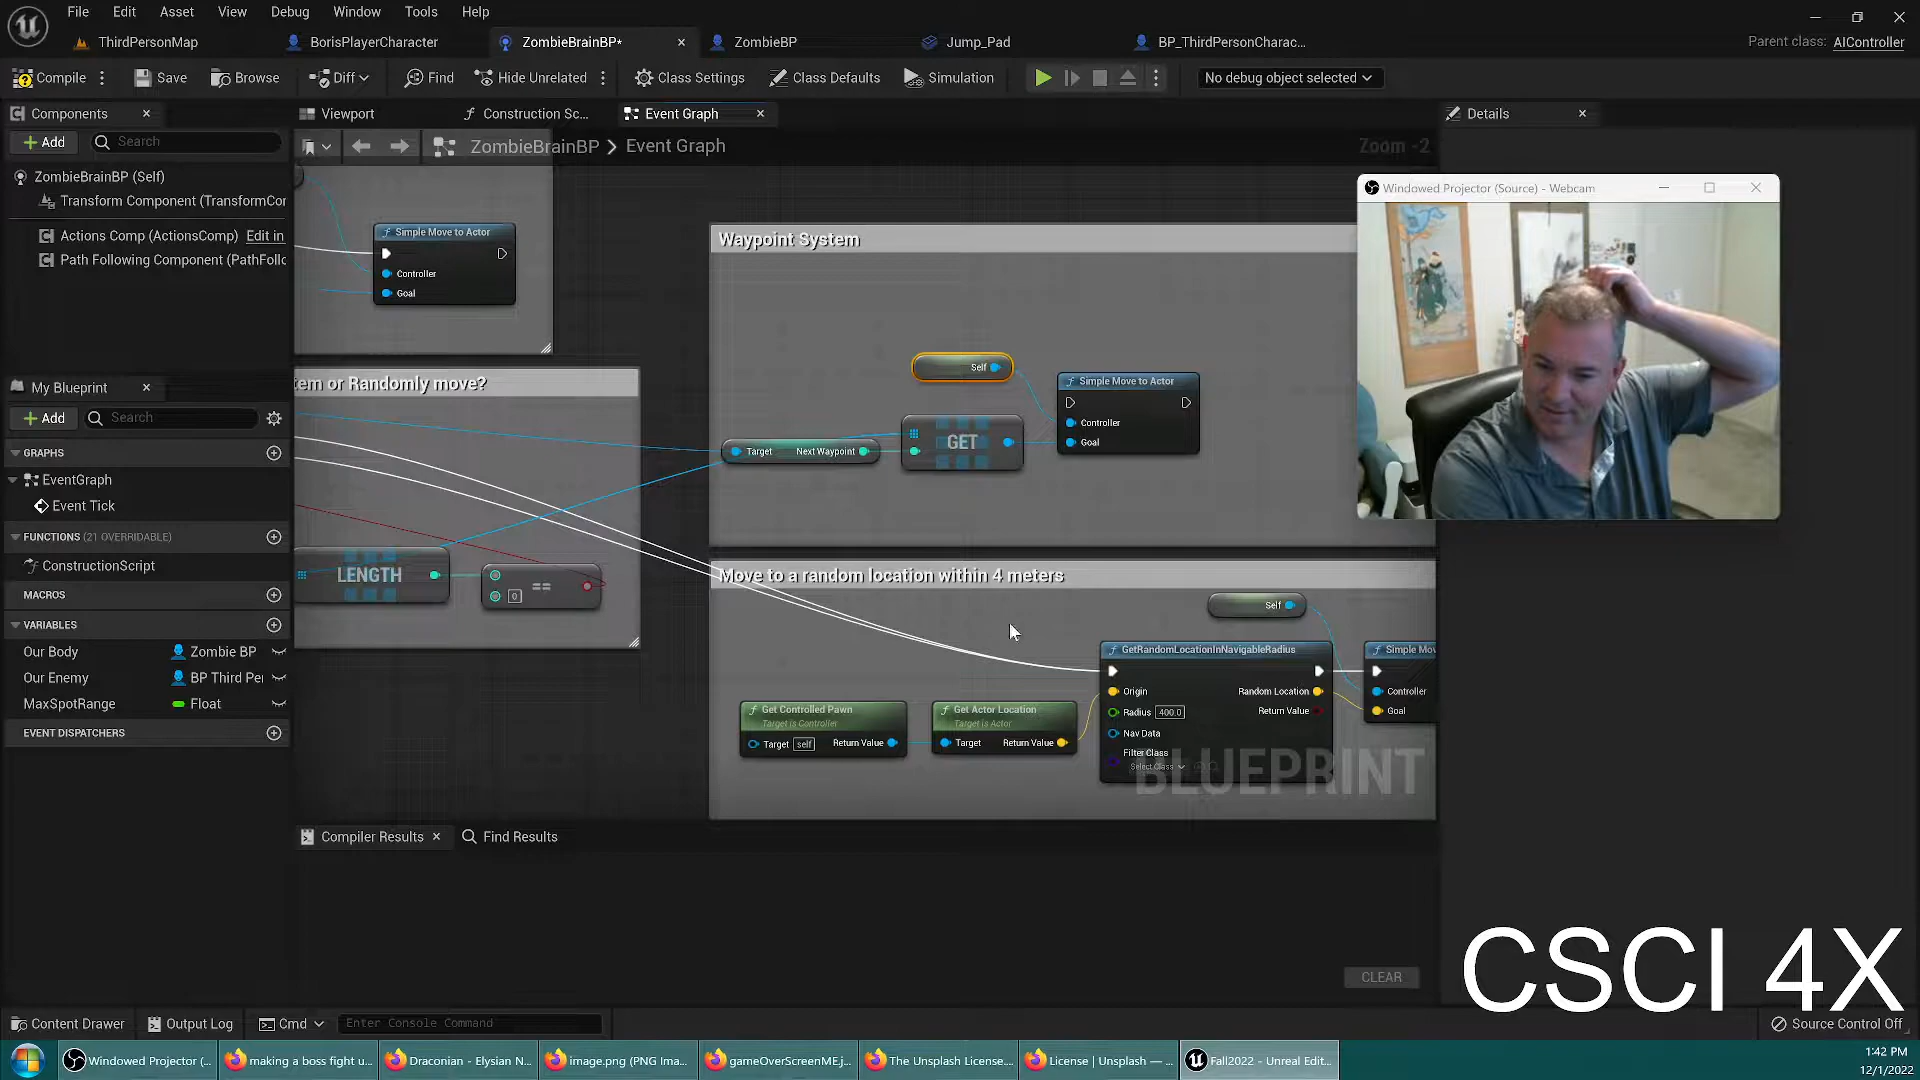 File Edit Asset View Debug Window Tools Help
ThirdPersonMap BorisPlayerCharacter ZombieBrainBP* ZombieBP Jump_Pad BP_ThirdPersonCharac... Parent class: AIController
Compile Save Browse Diff Find Hide Unrelated Class Settings Class Defaults Simulation No debug object selected
Components Viewport Construction Sc... Event Graph Details
Add Search
ZombieBrainBP > Event Graph Zoom -2
ZombieBrainBP (Self)
Transform Component (TransformCor
Actions Comp (ActionsComp) Edit in
Path Following Component (PathFollc
Windowed Projector (Source) - Webcam
Simple Move to Actor
Controller
Goal
Waypoint System
Self
Simple Move to Actor
Controller
Goal
GET
Target Next Waypoint
My Blueprint
Add Search
GRAPHS
EventGraph
Event Tick
FUNCTIONS (21 OVERRIDABLE)
ConstructionScript
MACROS
VARIABLES
Our Body Zombie BP
Our Enemy BP Third Per
MaxSpotRange Float
EVENT DISPATCHERS
tem or Randomly move?
LENGTH
0 ==
Move to a random location within 4 meters
Self
GetRandomLocationInNavigableRadius
Origin Random Location
Radius 400.0 Return Value
Nav Data
Filter Class
Select Class
Simple Mov
Controller
Goal
Get Controlled Pawn
Target is Controller
Target self Return Value
Get Actor Location
Target is Actor
Target Return Value
BLUEPRINT
Compiler Results Find Results
CLEAR
CSCI 4X
Content Drawer Output Log Cmd Enter Console Command Source Control Off
Windowed Projector (... making a boss fight u... Draconian - Elysian N... image.png (PNG Ima... gameOverScreenME.j... The Unsplash License... License | Unsplash — ... Fall2022 - Unreal Edit...
1:42 PM
12/1/2022